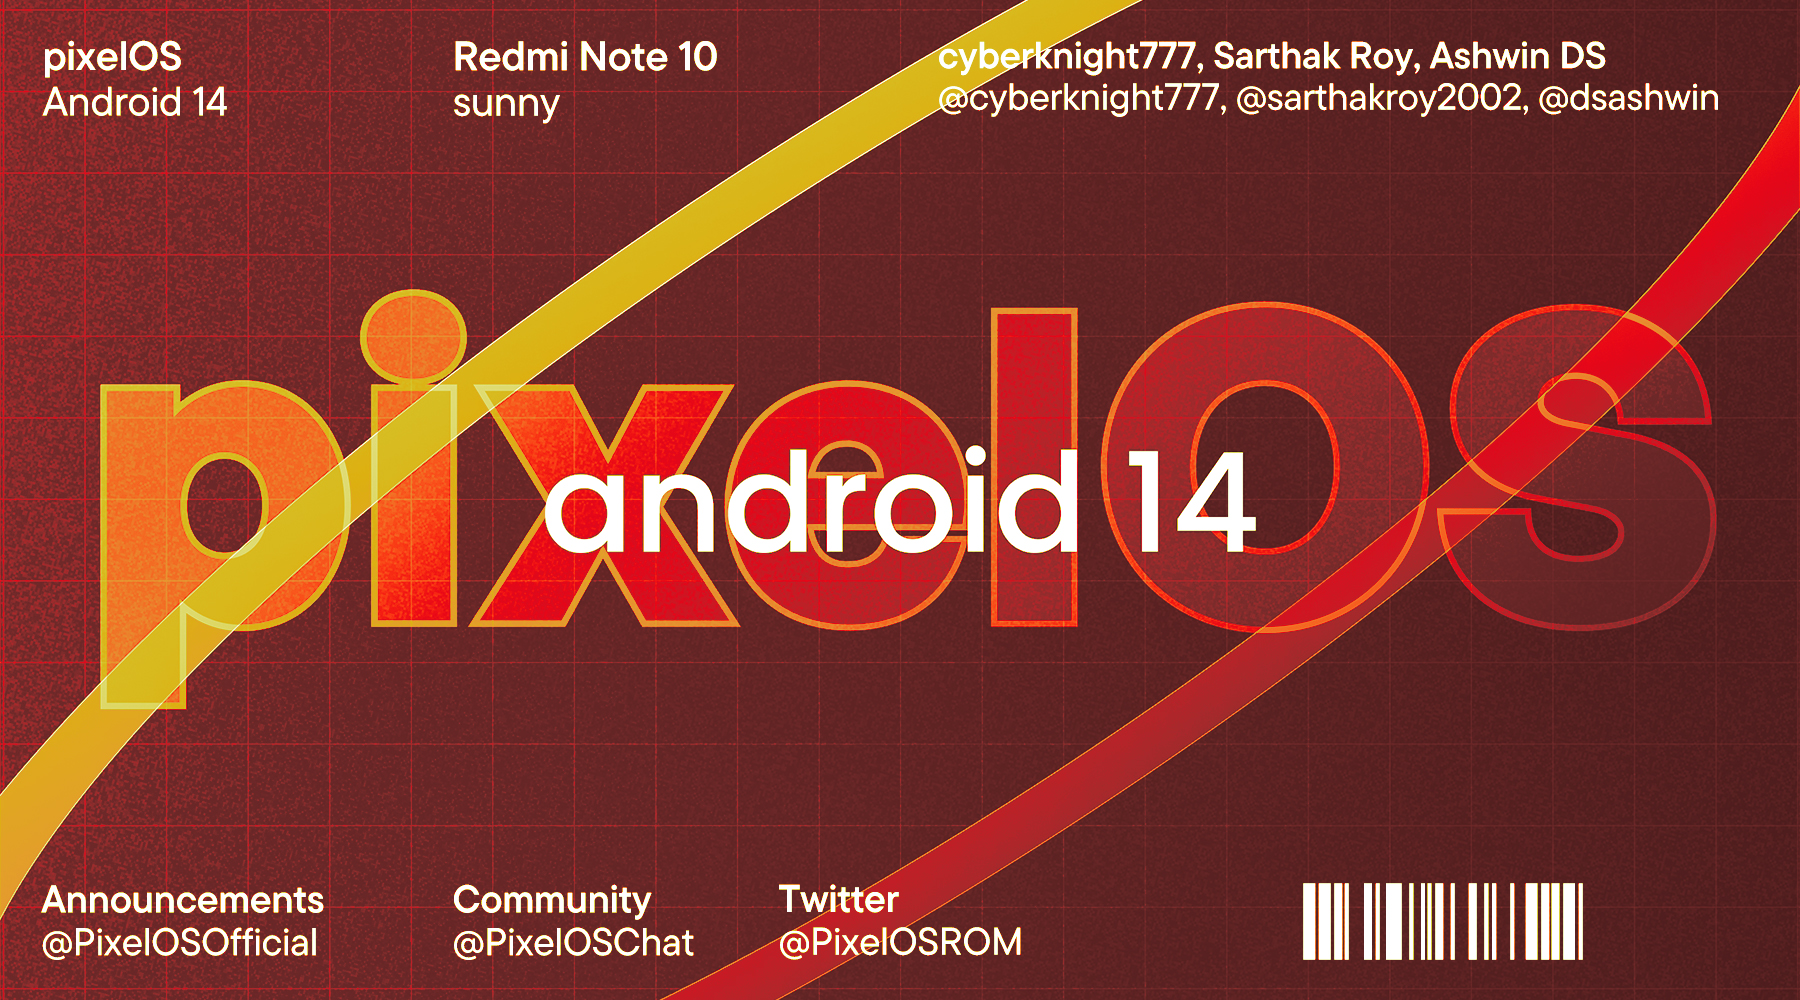 pixelOS
Android 14
Redmi Note 10
sunny
cyberknight777, Sarthak Roy, Ashwin DS
@cyberknight777, @sarthakroy2002, @dsashwin
pixelOS
android 14
Announcements
@PixelOSOfficial
Community
@PixelOSChat
Twitter
@PixelOSROM